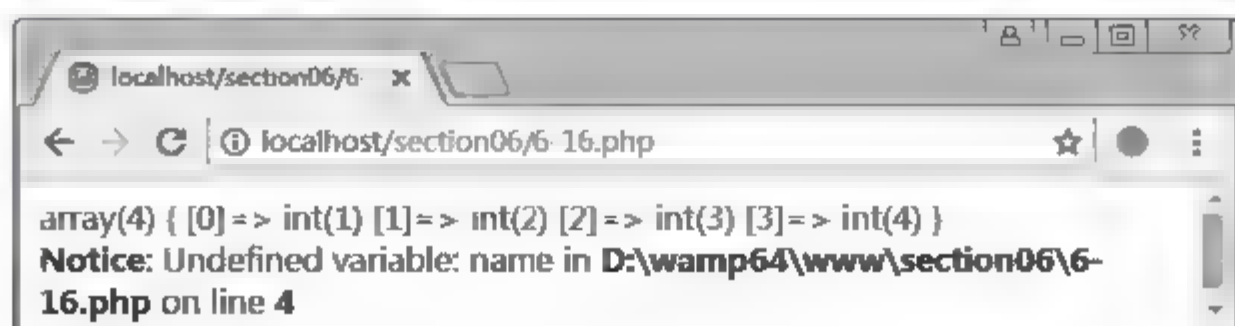 localhost/section06/6-
localhost/section06/6-16.php
array(4) { [0]=> int(1) [1]=> int(2) [2]=> int(3) [3]=> int(4) }
Notice: Undefined variable: name in D:\wamp64\www\section06\6-
16.php on line 4